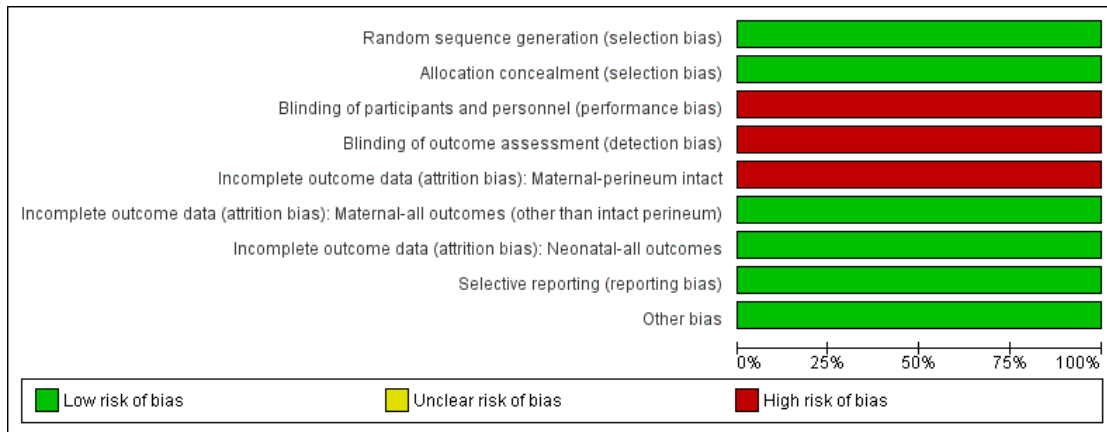 Random sequence generation (selection bias)
Allocation concealment (selection bias)
Blinding of participants and personnel (performance bias)
Blinding of outcome assessment (detection bias)
Incomplete outcome data (attrition bias): Maternal-perineum intact
Incomplete outcome data (attrition bias): Maternal-all outcomes (other than intact perineum)
Incomplete outcome data (attrition bias): Neonatal-all outcomes
Selective reporting (reporting bias)
Other bias
0% 25% 50% 75% 100%
Low risk of bias Unclear risk of bias High risk of bias